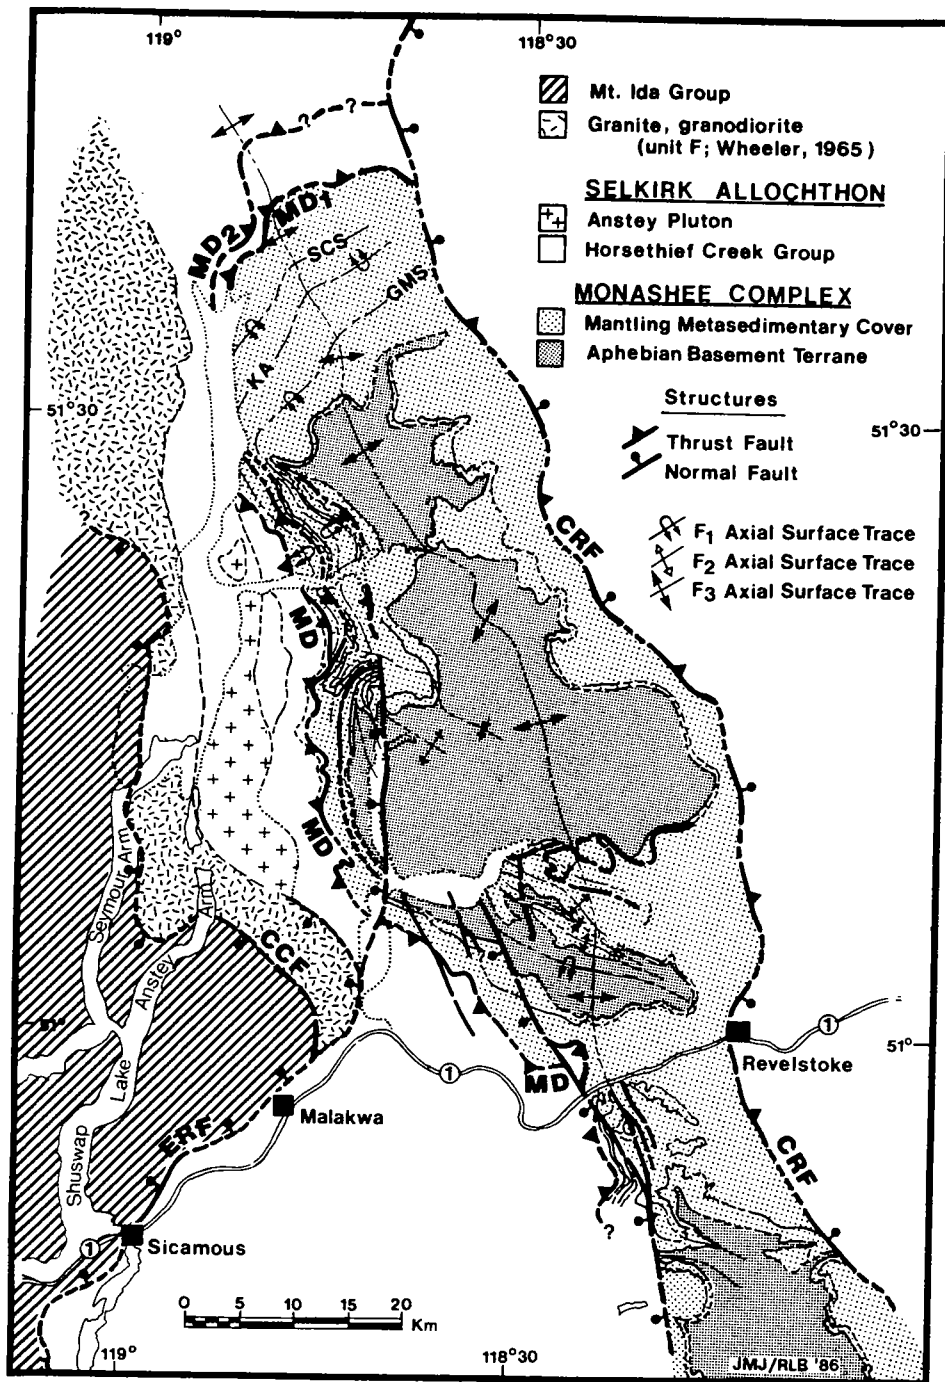 119°
118°30
Mt. Ida Group
Granite, granodiorite
(unit F; Wheeler, 1965)
SELKIRK ALLOCHTHON
Anstey Pluton
Horsethief Creek Group
MONASHEE COMPLEX
Mantling Metasedimentary Cover
Aphebian Basement Terrane
Structures
Thrust Fault
Normal Fault
F1 Axial Surface Trace
F2 Axial Surface Trace
F3 Axial Surface Trace
?
?
MD1
MD2
SCS
GMS
KA
51°30
51°30
CRF
MD
MD
?
Seymour Arm
Anstey Arm
CCF
51°
51°
Shuswap Lake
1
1
Revelstoke
MD
Malakwa
ERF
CRF
1
Sicamous
?
0 5 10 15 20
Km
119°
118°30
JMJ/RLB '86